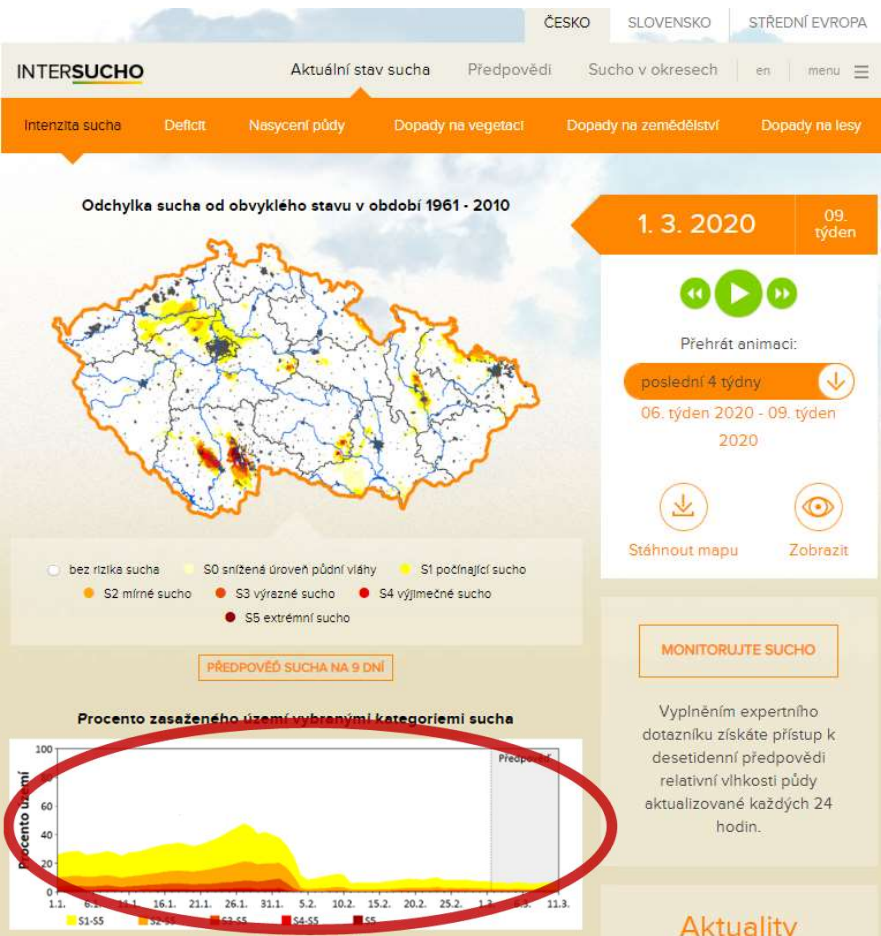 ČESKO SLOVENSKO STŘEDNÍ EVROPA
INTERSUCHO Aktuální stav sucha Předpovědi Sucho v okresech en menu
Intenzita sucha Deficit Nasycení půdy Dopady na vegetaci Dopady na zemědělství Dopady na lesy
Odchylka sucha od obvyklého stavu v období 1961 - 2010
1. 3. 2020
09.
týden
Přehrát animaci:
poslední 4 týdny
06. týden 2020 - 09. týden
2020
Stáhnout mapu Zobrazit
bez rizika sucha S0 snížená úroveň půdní vláhy S1 počínající sucho
S2 mírné sucho S3 výrazné sucho S4 výjimečné sucho
S5 extrémní sucho
PŘEDPOVĚĎ SUCHA NA 9 DNÍ
MONITORUJTE SUCHO
Vyplněním expertního
dotazníku získáte přístup k
desetidenní předpovědi
relativní vlhkosti půdy
aktualizované každých 24
hodin.
Procento zasaženého území vybranými kategoriemi sucha
Procento území
100
80
60
40
20
0
Předpověď
1.1. 6.1. 11.1. 16.1. 21.1. 26.1. 31.1. 5.2. 10.2. 15.2. 20.2. 25.2. 1.3. 6.3. 11.3.
S1-S5 S2-S5 S3-S5 S4-S5 S5
Aktuality